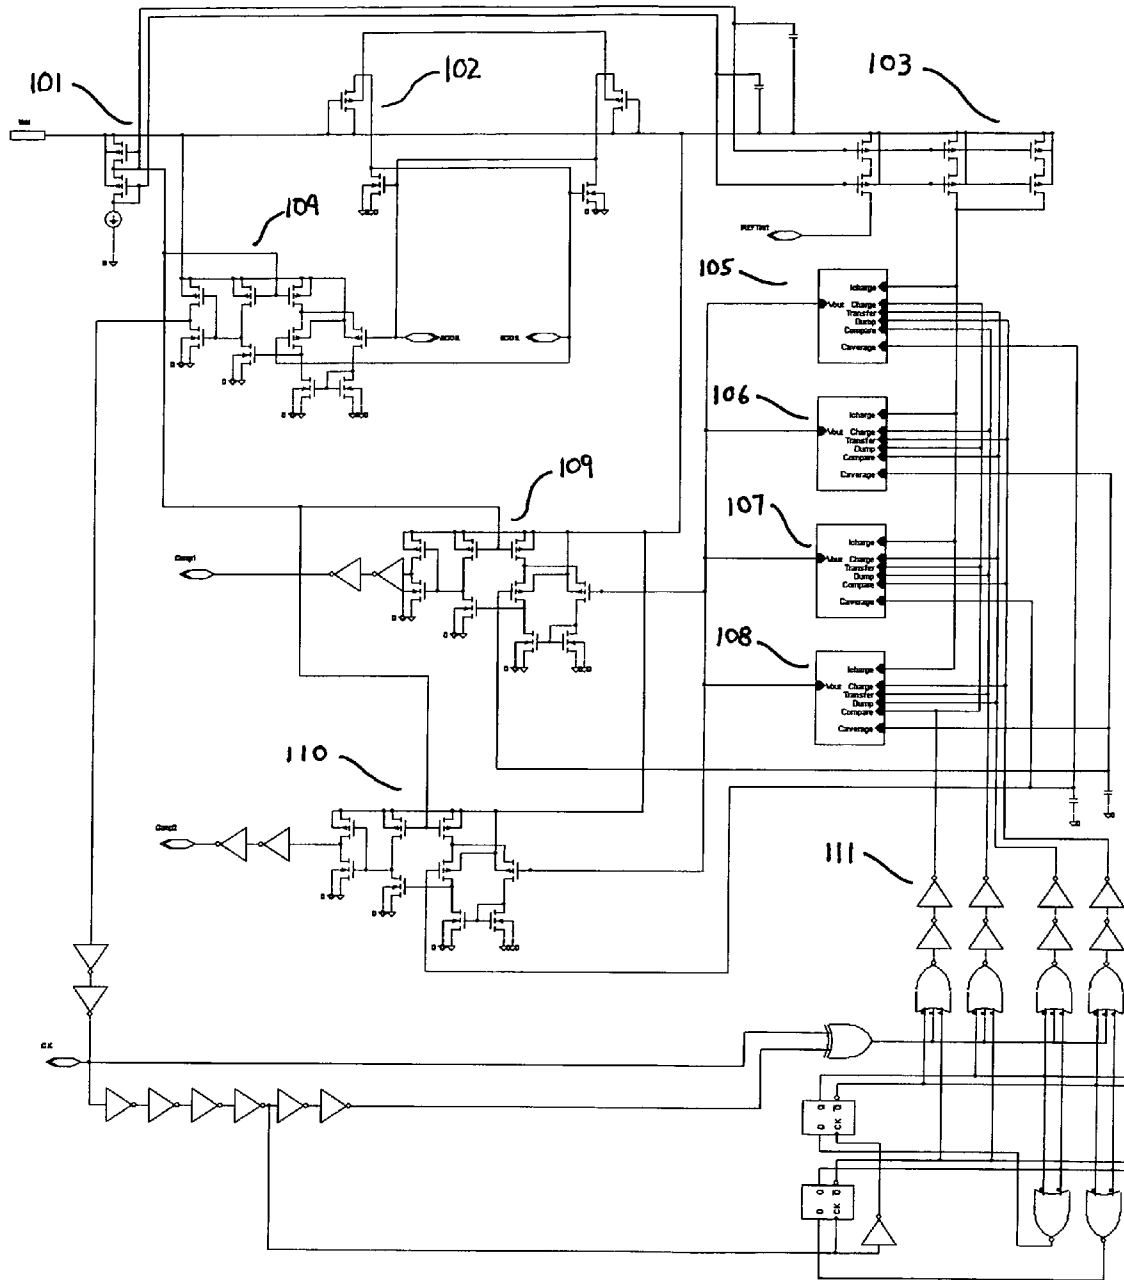 101
102
103
104
105
Icharge
Vout Charge
Transfer
Dump
Compare
Caverage
106
Icharge
Vout Charge
Transfer
Dump
Compare
Caverage
109
107
Icharge
Vout Charge
Transfer
Dump
Compare
Caverage
Comp1
108
Icharge
Vout Charge
Transfer
Dump
Compare
Caverage
110
Comp2
111
CK
D Q
CK Q
D Q
CK Q